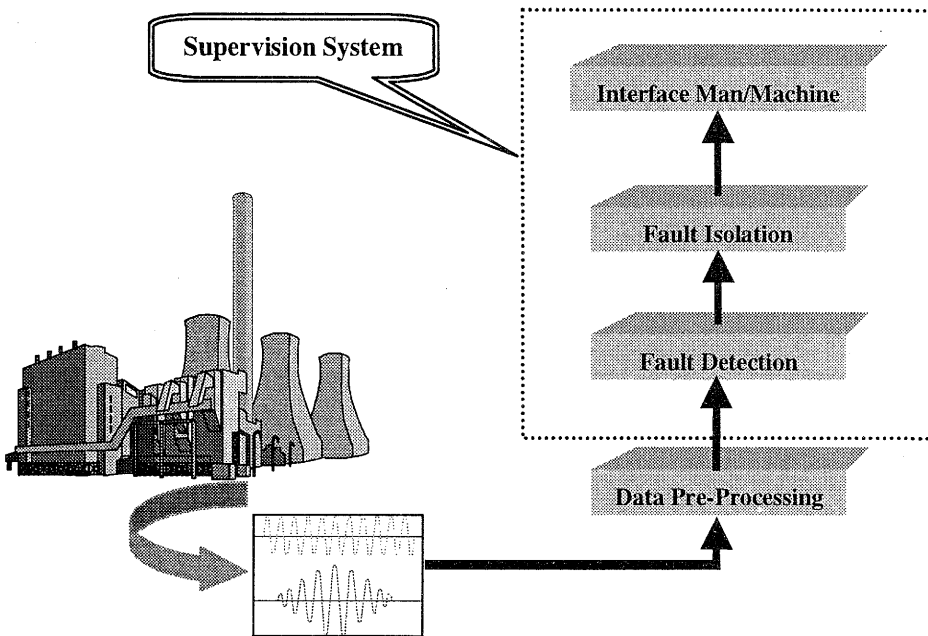 Supervision System
Interface Man/Machine
Fault Isolation
Fault Detection
Data Pre-Processing